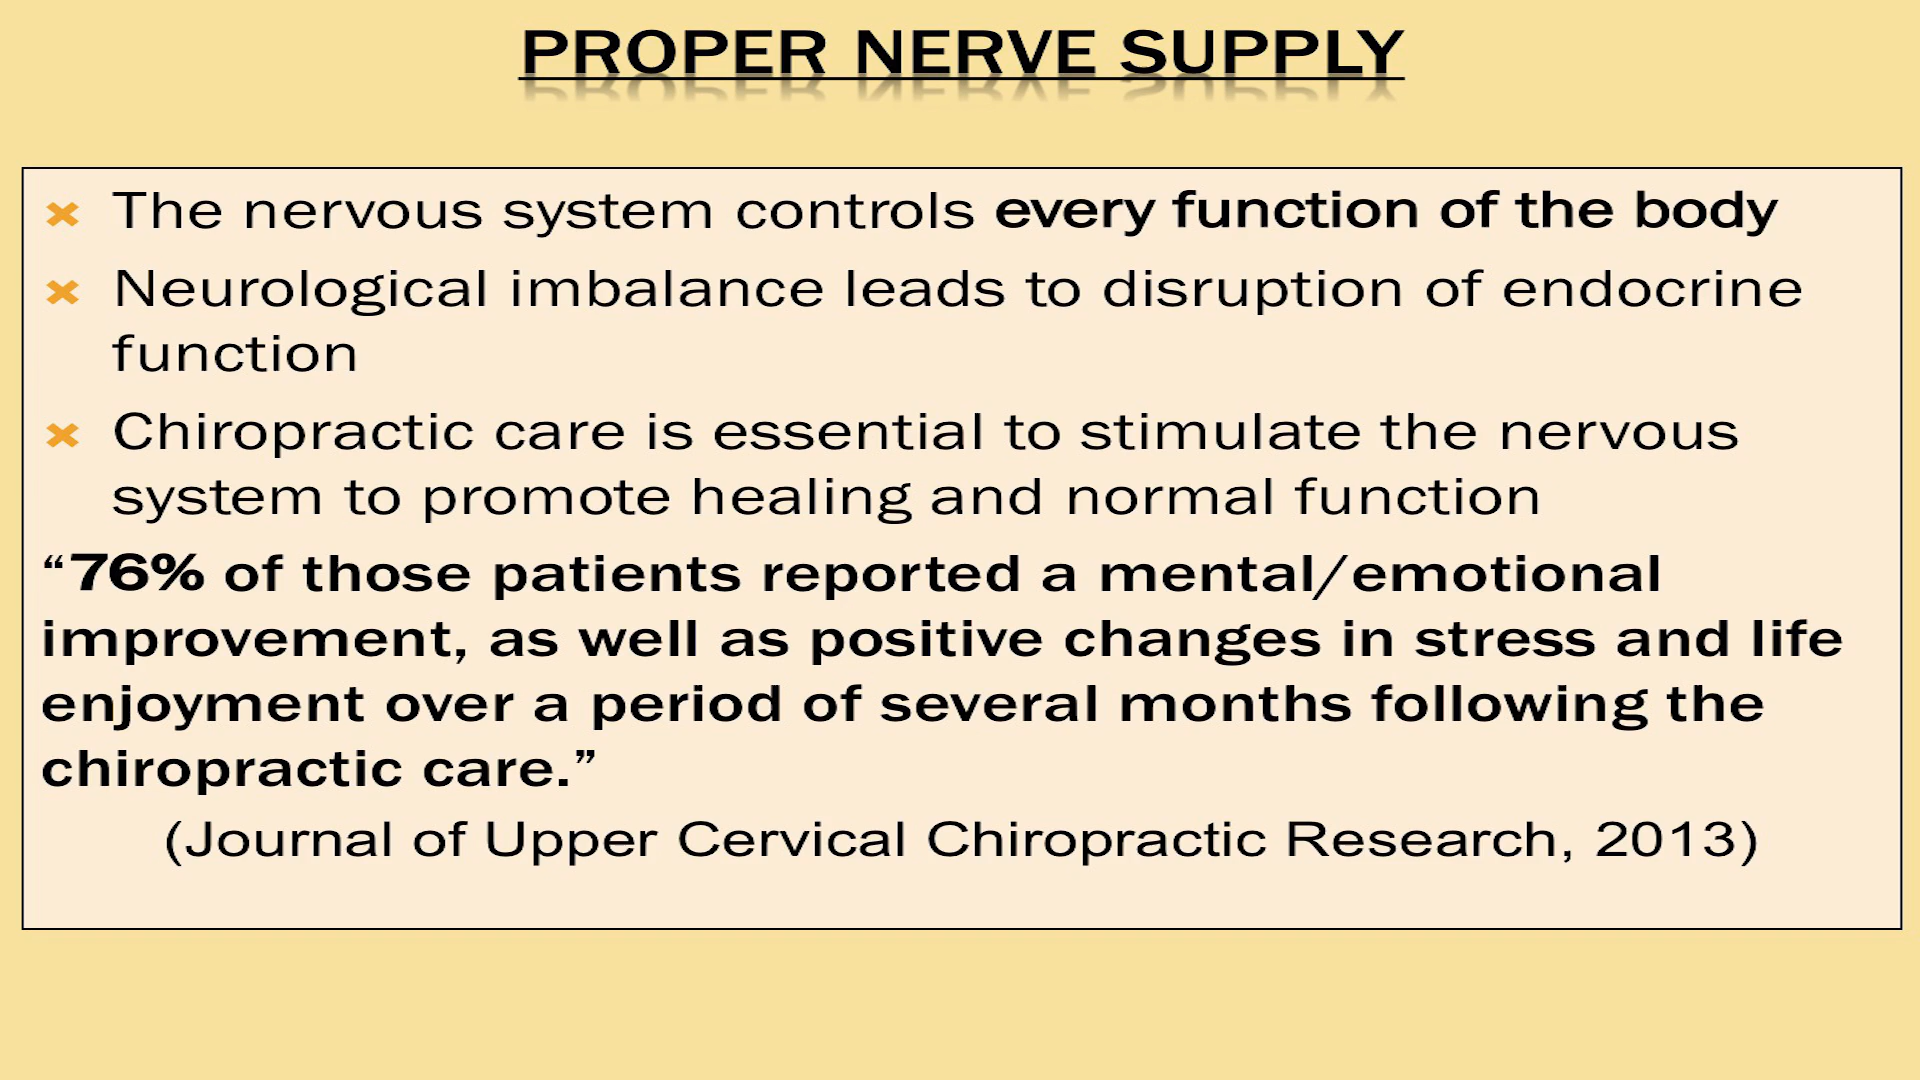 PROPER NERVE SUPPLY
The nervous system controls every function of the body
Neurological imbalance leads to disruption of endocrine
function
Chiropractic care is essential to stimulate the nervous
system to promote healing and normal function
“76% of those patients reported a mental/emotional
improvement, as well as positive changes in stress and life
enjoyment over a period of several months following the
chiropractic care.”
(Journal of Upper Cervical Chiropractic Research, 2013)